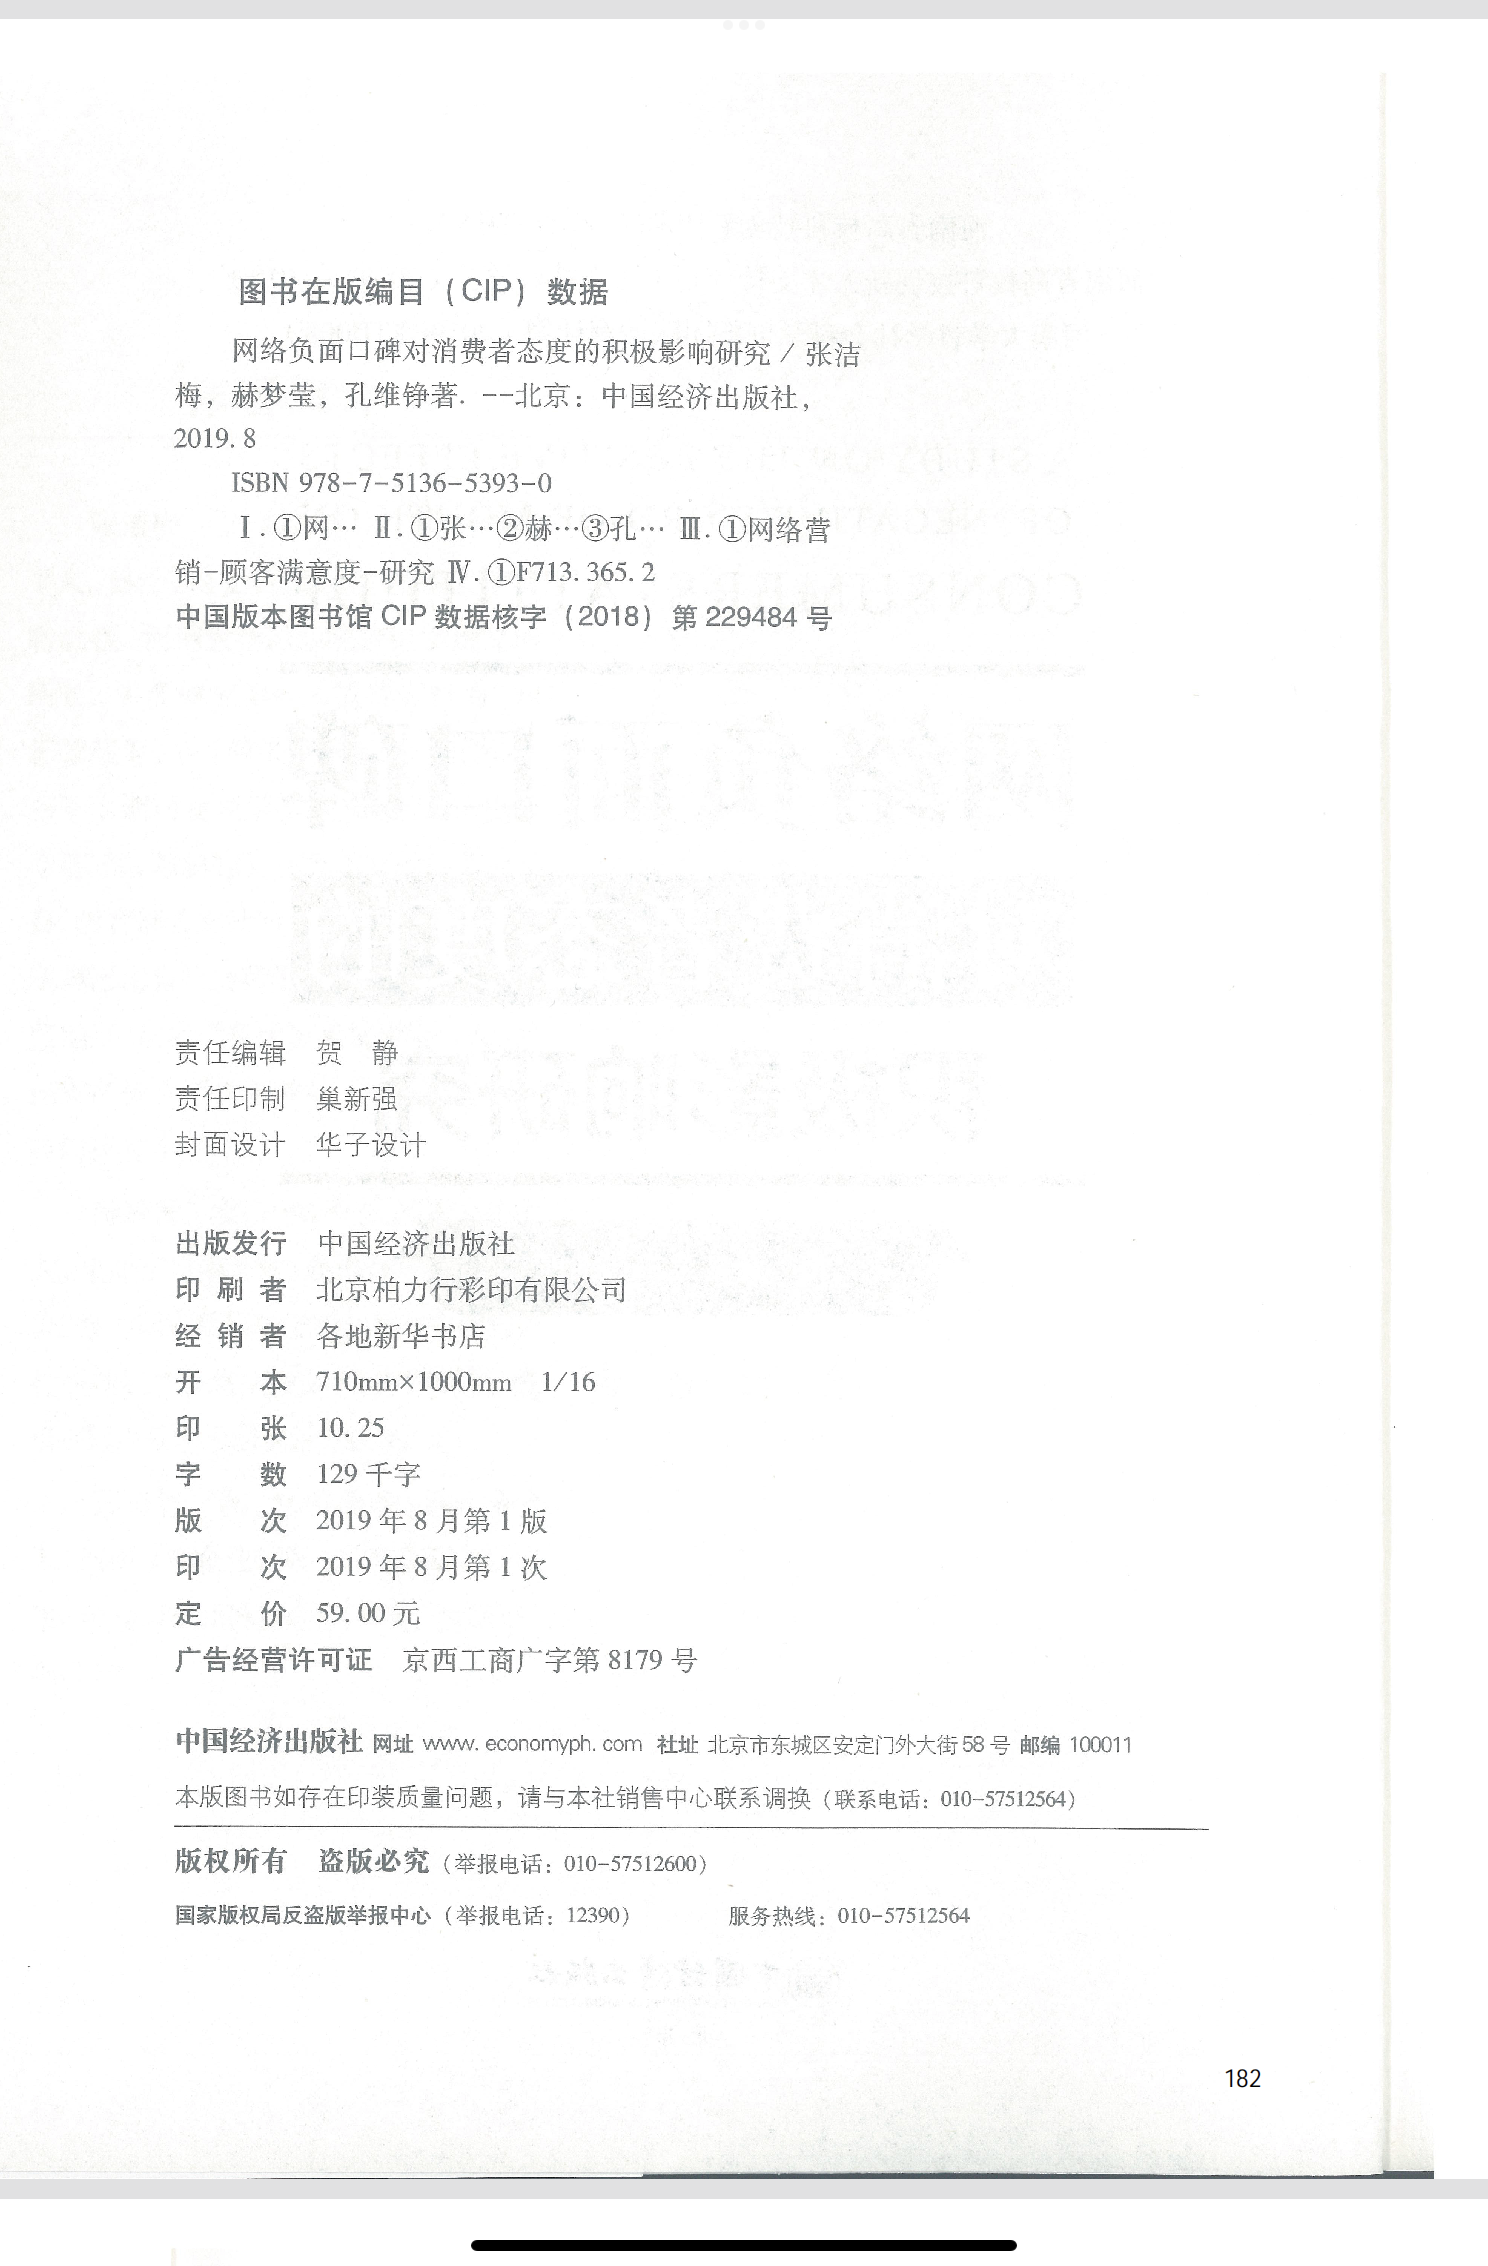 图书在版编目（CIP）数据
网络负面口碑对消费者态度的积极影响研究 / 张洁
梅，赫梦莹，孔维铮著. --北京：中国经济出版社，
2019. 8
ISBN 978-7-5136-5393-0
Ⅰ. ①网… Ⅱ. ①张…②赫…③孔… Ⅲ. ①网络营
销-顾客满意度-研究 Ⅳ. ①F713. 365. 2
中国版本图书馆 CIP 数据核字（2018）第 229484 号
责任编辑 贺 静
责任印制 巢新强
封面设计 华子设计
出版发行 中国经济出版社
印刷者 北京柏力行彩印有限公司
经销者 各地新华书店
开 本 710mm×1000mm 1/16
印 张 10. 25
字 数 129 千字
版 次 2019 年 8 月第 1 版
印 次 2019 年 8 月第 1 次
定 价 59. 00 元
广告经营许可证 京西工商广字第 8179 号
中国经济出版社 网址 www. economyph. com 社址 北京市东城区安定门外大街 58 号 邮编 100011
本版图书如存在印装质量问题，请与本社销售中心联系调换（联系电话：010-57512564）
版权所有 盗版必究（举报电话：010-57512600）
国家版权局反盗版举报中心（举报电话：12390） 服务热线：010-57512564
182